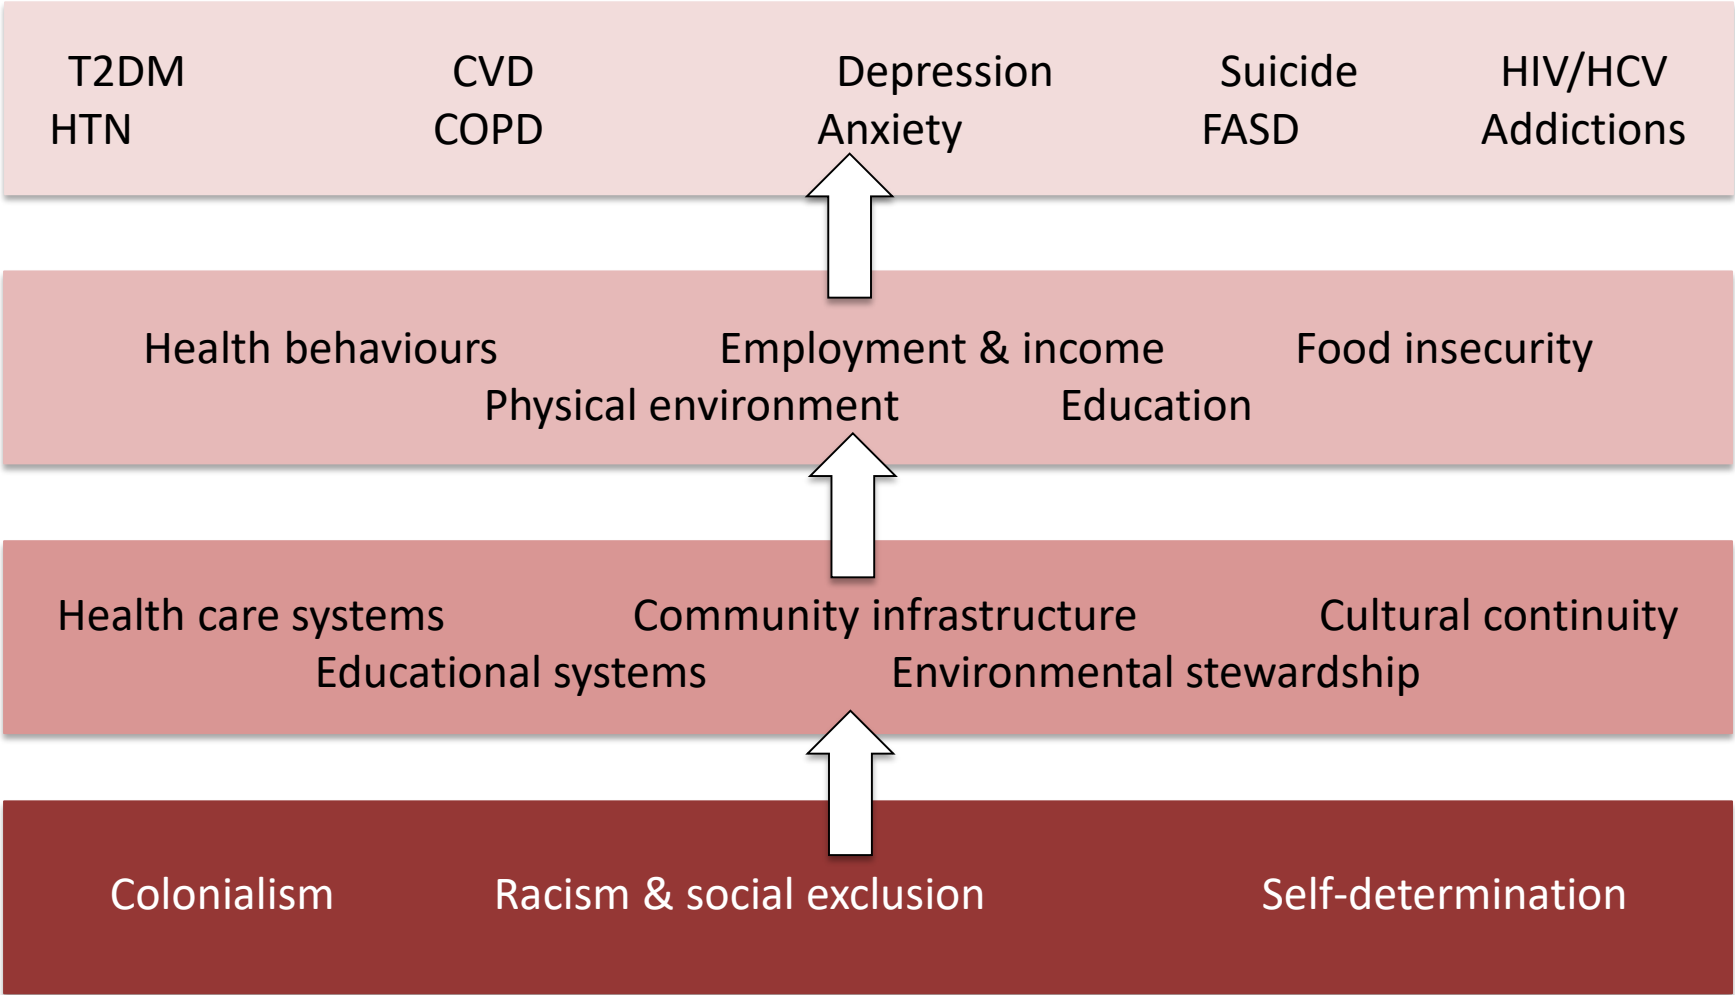 T2DM CVD Depression Suicide HIV/HCV
HTN COPD Anxiety FASD Addictions
Health behaviours Employment & income Food insecurity
Physical environment Education
Health care systems Community infrastructure Cultural continuity
Educational systems Environmental stewardship
Colonialism Racism & social exclusion Self-determination